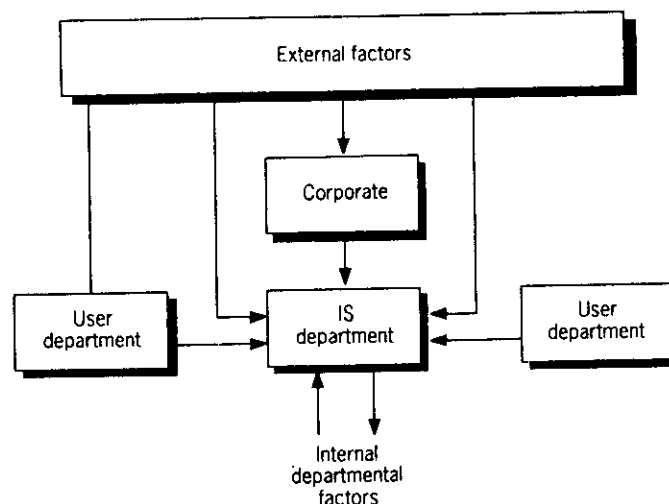 External factors
Corporate
User
department
IS
department
User
department
Internal
departmental
factors